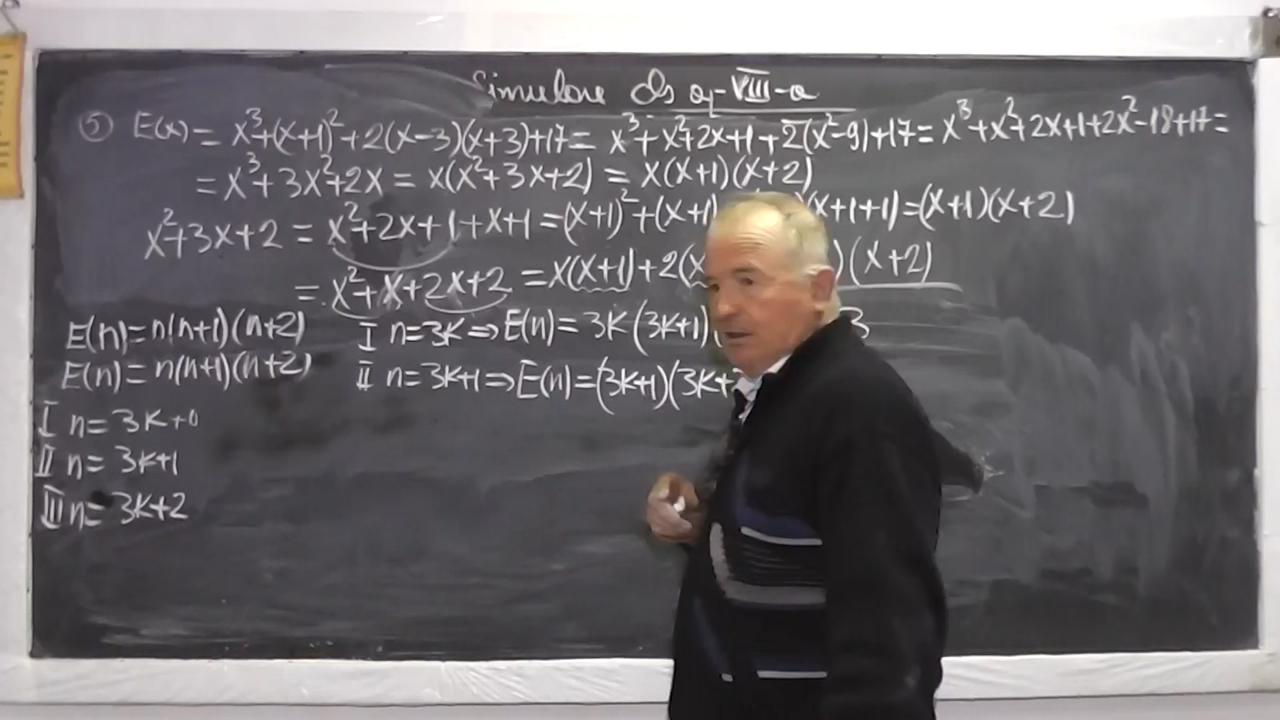 Simulare cls a-VIII-a
⑤ E(x) = x³+(x+1)²+2(x-3)(x+3)+17 = x³+x²+2x+1+2(x²-9)+17 = x³+x²+2x+1+2x²-18+17 =
= x³+3x²+2x = x(x²+3x+2) = x(x+1)(x+2)
x²+3x+2 = x²+2x+1+x+1 = (x+1)²+(x+1) (x+1+1) = (x+1)(x+2)
= x²+x+2x+2 = x(x+1)+2(x )(x+2)
E(n) = n(n+1)(n+2) I n=3k ⇒ E(n) = 3k(3k+1)( 3
E(n) = n(n+1)(n+2) II n=3k+1 ⇒ E(n) = (3k+1)(3k+
I n = 3k+0
II n = 3k+1
III n = 3k+2